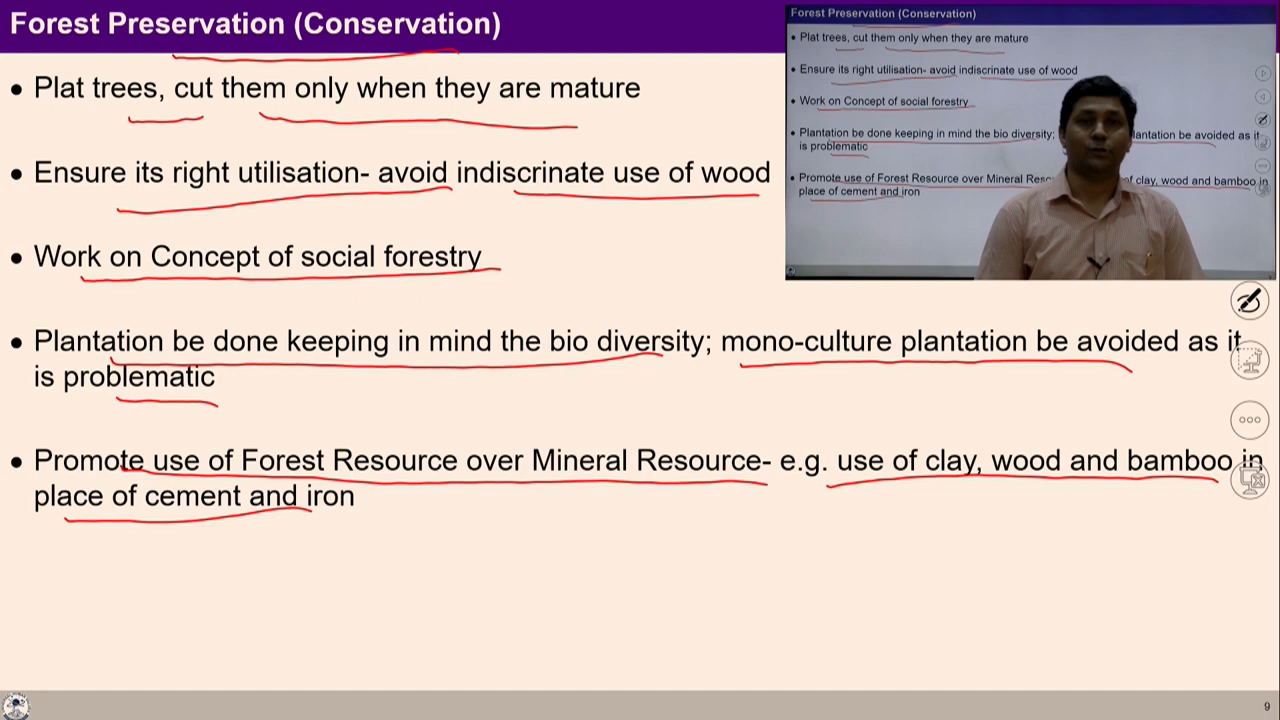 Forest Preservation (Conservation)
• Plat trees, cut them only when they are mature
• Ensure its right utilisation- avoid indiscrinate use of wood
• Work on Concept of social forestry
• Plantation be done keeping in mind the bio diversity; mono-culture plantation be avoided as it
is problematic
• Promote use of Forest Resource over Mineral Resource- e.g. use of clay, wood and bamboo in
place of cement and iron
Forest Preservation (Conservation)
• Plat trees, cut them only when they are mature
• Ensure its right utilisation- avoid indiscrinate use of wood
• Work on Concept of social forestry
• Plantation be done keeping in mind the bio diversity; lantation be avoided as it
is problematic
• Promote use of Forest Resource over Mineral of clay, wood and bamboo in
place of cement and iron
9